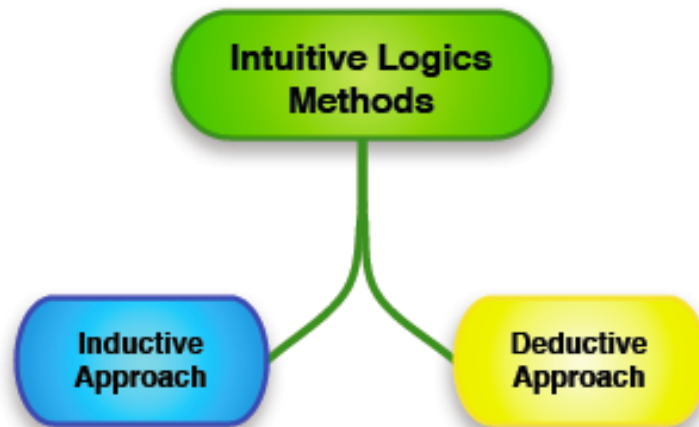 Intuitive Logics
Methods
Inductive
Approach
Deductive
Approach